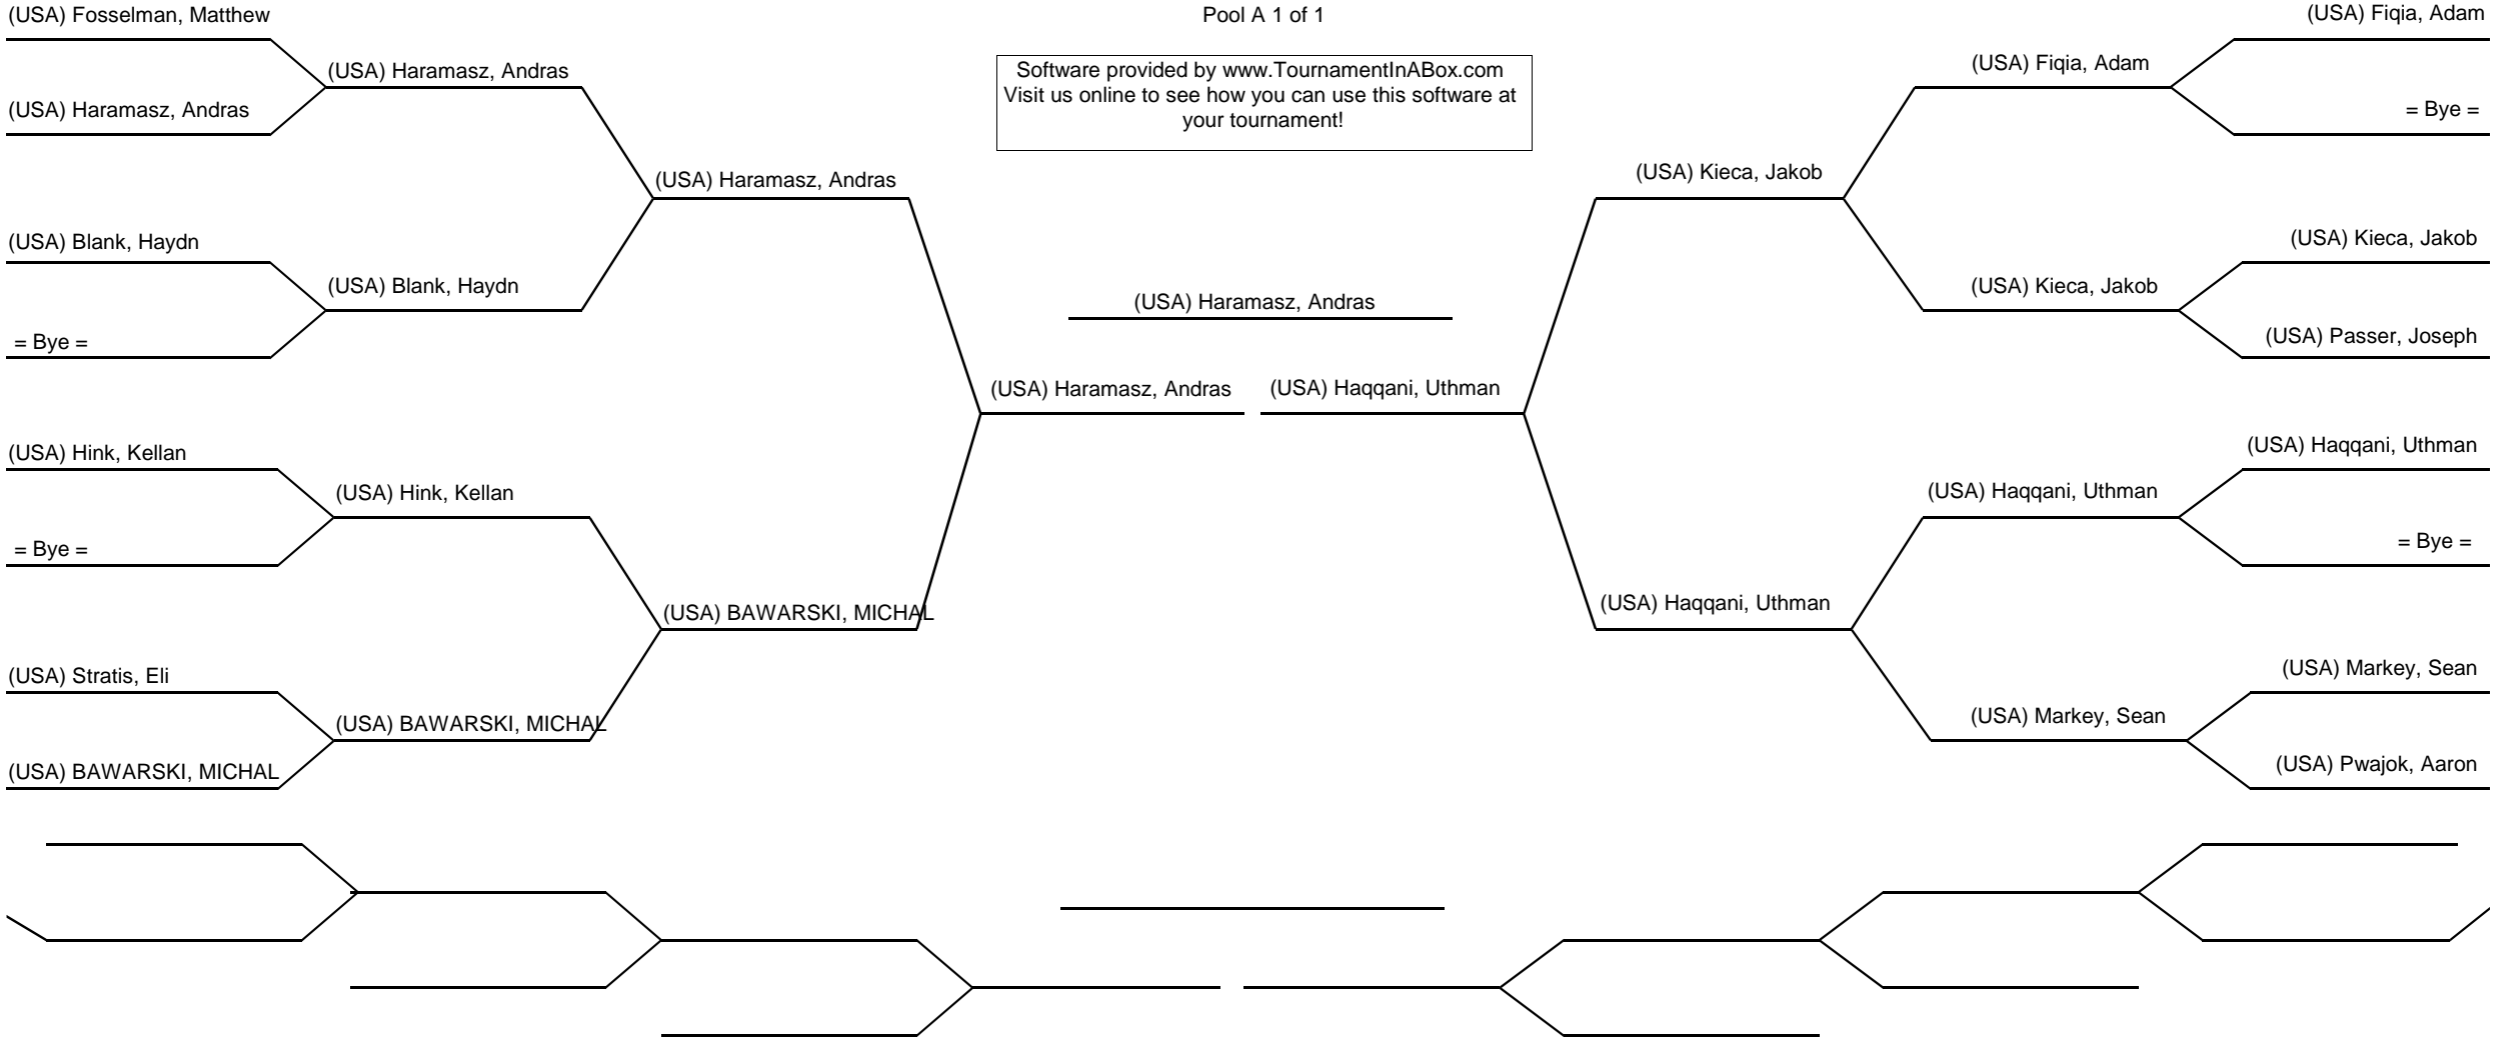 (USA) Fosselman, Matthew
Pool A 1 of 1
(USA) Fiqia, Adam
Software provided by www.TournamentInABox.com
Visit us online to see how you can use this software at
your tournament!
(USA) Haramasz, Andras
(USA) Fiqia, Adam
(USA) Haramasz, Andras
= Bye =
(USA) Haramasz, Andras
(USA) Kieca, Jakob
(USA) Blank, Haydn
(USA) Kieca, Jakob
(USA) Blank, Haydn
(USA) Haramasz, Andras
(USA) Kieca, Jakob
= Bye =
(USA) Passer, Joseph
(USA) Haramasz, Andras
(USA) Haqqani, Uthman
(USA) Hink, Kellan
(USA) Haqqani, Uthman
(USA) Hink, Kellan
(USA) Haqqani, Uthman
= Bye =
= Bye =
(USA) BAWARSKI, MICHAL
(USA) Haqqani, Uthman
(USA) Stratis, Eli
(USA) Markey, Sean
(USA) BAWARSKI, MICHAL
(USA) Markey, Sean
(USA) BAWARSKI, MICHAL
(USA) Pwajok, Aaron